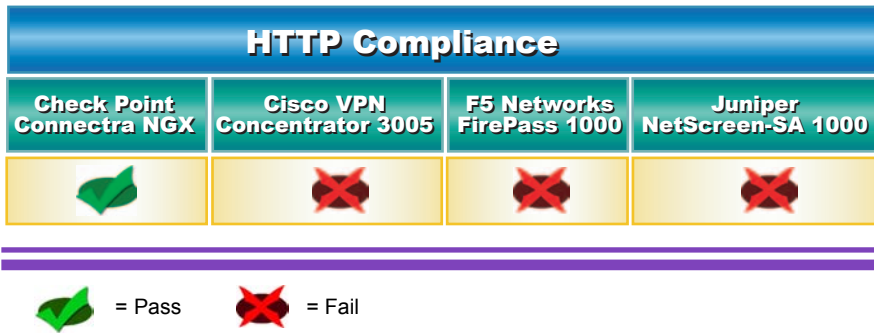 HTTP Compliance
Check Point
Connectra NGX
Cisco VPN
Concentrator 3005
F5 Networks
FirePass 1000
Juniper
NetScreen-SA 1000
= Pass
= Fail